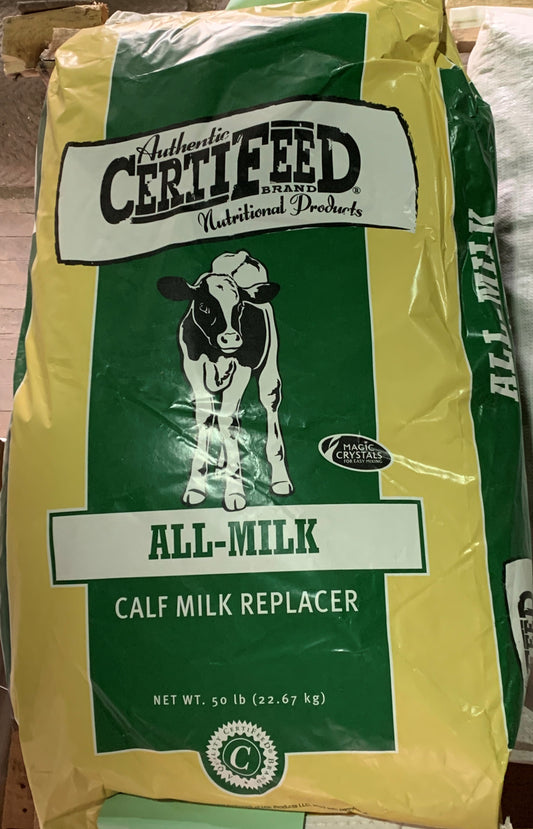 Authentic
CERTIFEED®
BRAND
Nutritional Products
ALL-MILK
MAGIC
CRYSTALS
FOR EASY MIXING
ALL-MILK
CALF MILK REPLACER
NET WT. 50 lb (22.67 kg)
C